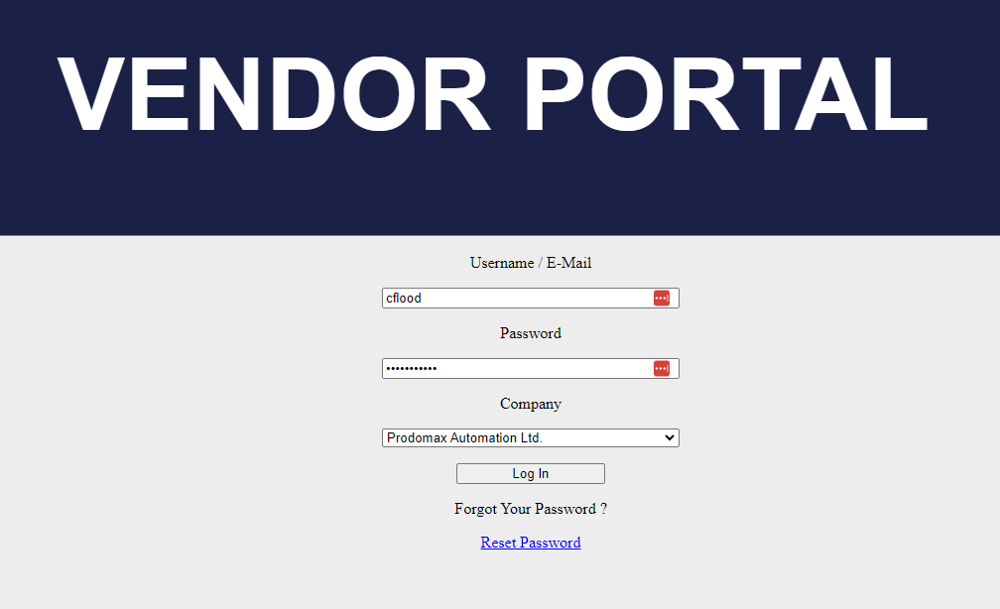 VENDOR PORTAL
Username / E-Mail
cflood
Password
•••••••••••
Company
Prodomax Automation Ltd.
Log In
Forgot Your Password ?
Reset Password